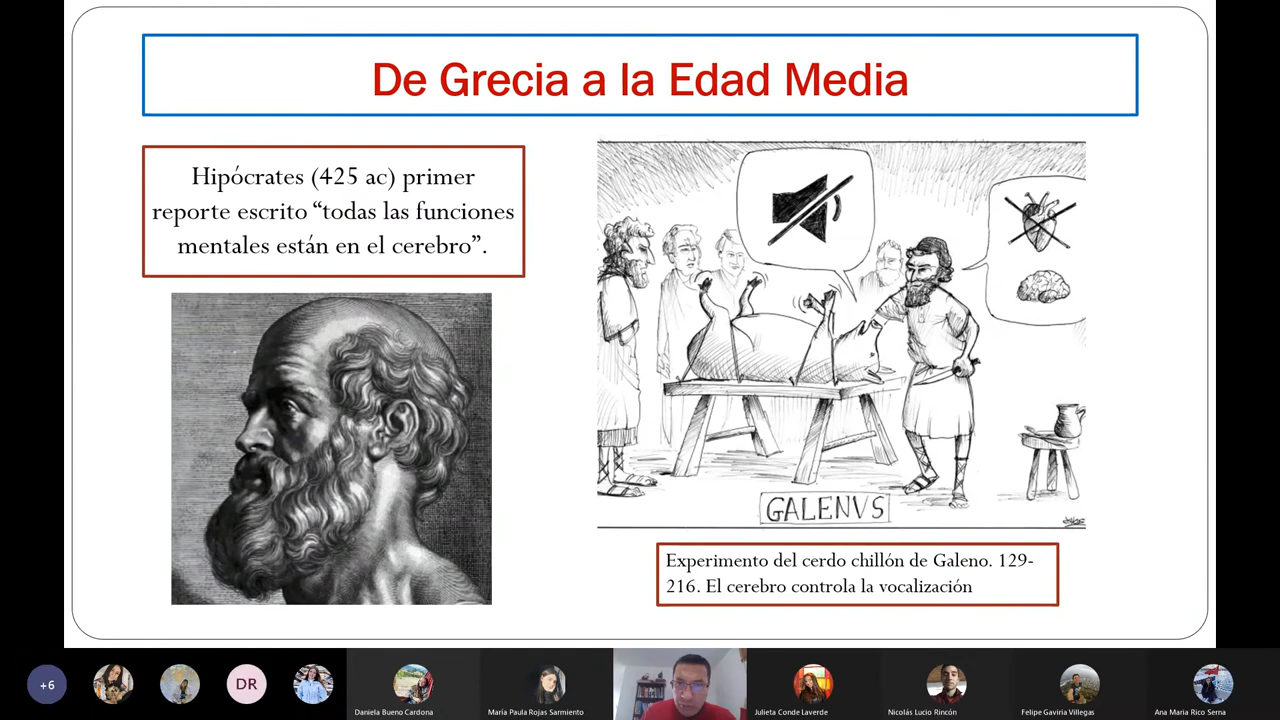 De Grecia a la Edad Media
Hipócrates (425 ac) primer
reporte escrito “todas las funciones
mentales están en el cerebro”.
GALENVS
Experimento del cerdo chillón de Galeno. 129-
216. El cerebro controla la vocalización
+6
DR
Daniela Bueno Cardona
María Paula Rojas Sarmiento
Julieta Conde Laverde
Nicolás Lucio Rincón
Felipe Gaviria Villegas
Ana Maria Rico Serna